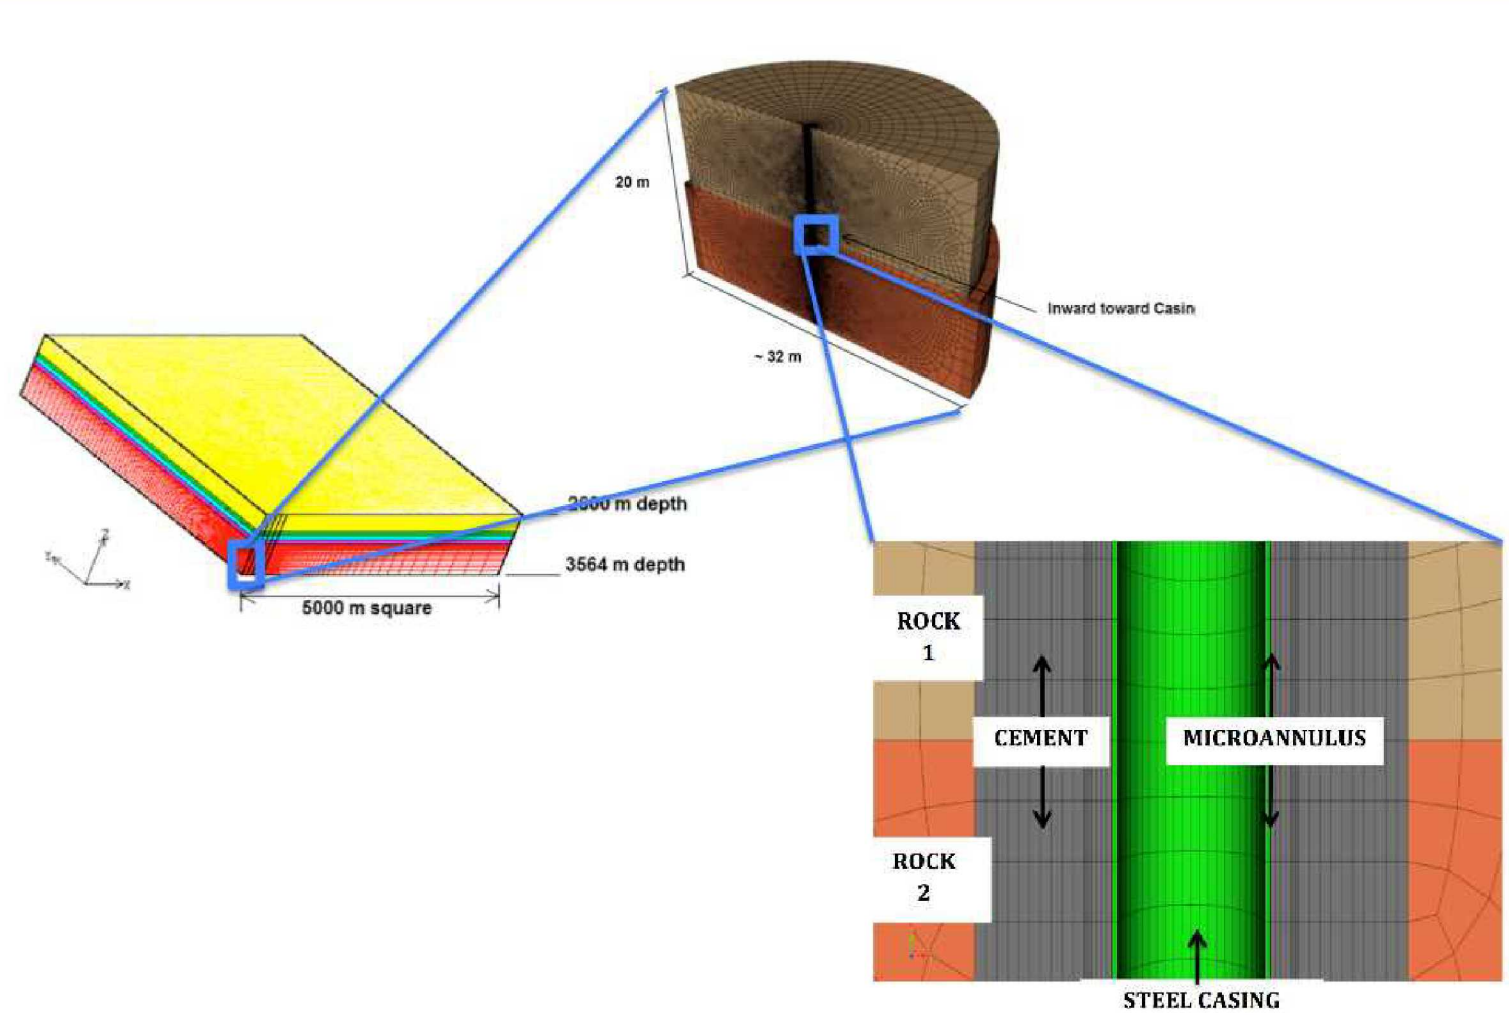 20 m
Inward toward Casin
~ 32 m
m depth
3564 m depth
5000 m square
Z
X
ROCK
1
CEMENT
MICROANNULUS
ROCK
2
STEEL CASING